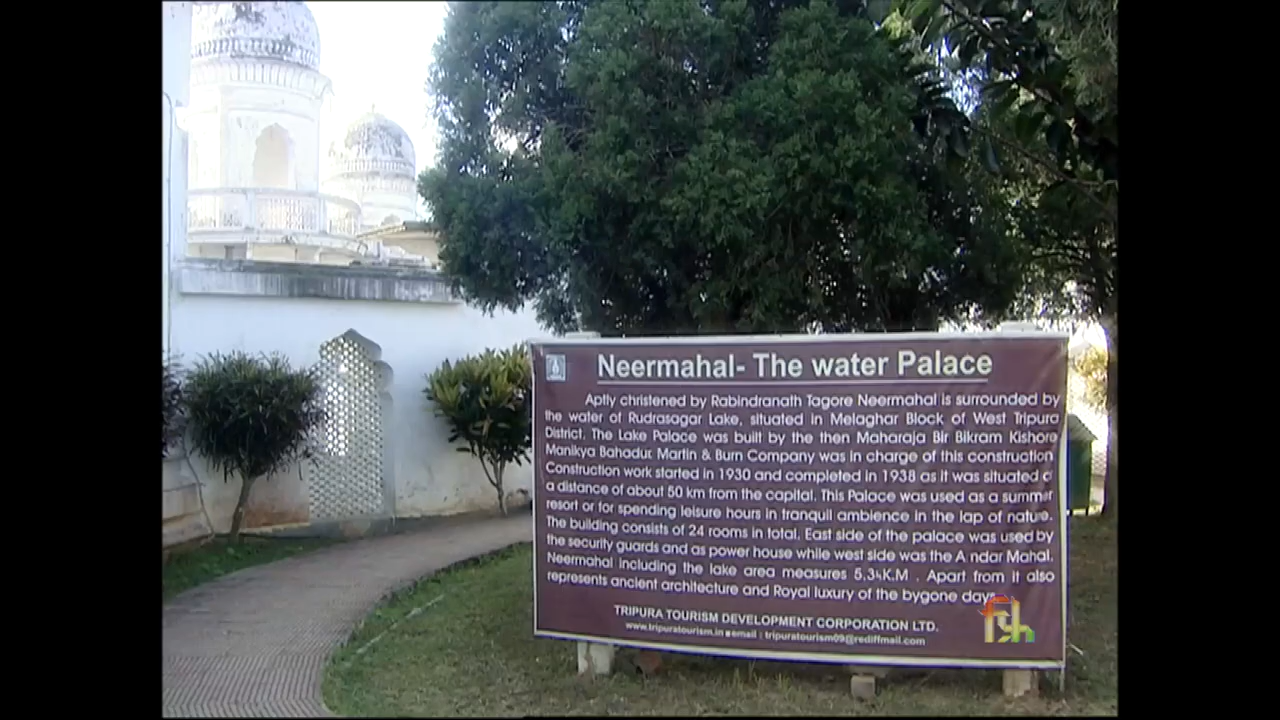 Neermahal- The water Palace
Aptly christened by Rabindranath Tagore Neermahal is surrounded by
the water of Rudrasagar Lake, situated in Melaghar Block of West Tripura
District. The Lake Palace was built by the then Maharaja Bir Bikram Kishore
Manikya Bahadur. Martin & Burn Company was in charge of this construction
Construction work started in 1930 and completed in 1938 as it was situated a
a distance of about 50 km from the capital. This Palace was used as a summer
resort or for spending leisure hours in tranquil ambience in the lap of nature.
The building consists of 24 rooms in total. East side of the palace was used by
the security guards and as power house while west side was the A ndar Mahal.
Neermahal including the lake area measures 5.3 K.M . Apart from it also
represents ancient architecture and Royal luxury of the bygone days
TRIPURA TOURISM DEVELOPMENT CORPORATION LTD.
www.tripuratourism.in ■ email : tripuratourism09@rediffmail.com